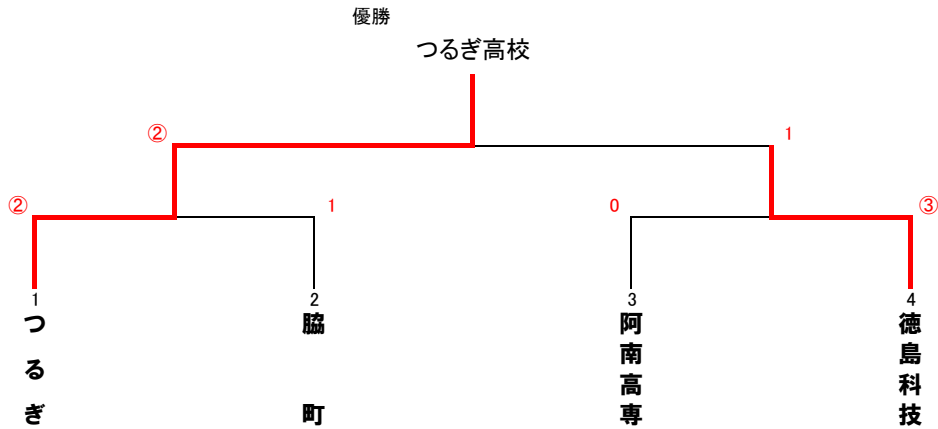 優勝
つるぎ高校
② 1
② 1 0 ③
1 2 3 4
つるぎ
脇町
阿南高専
徳島科技